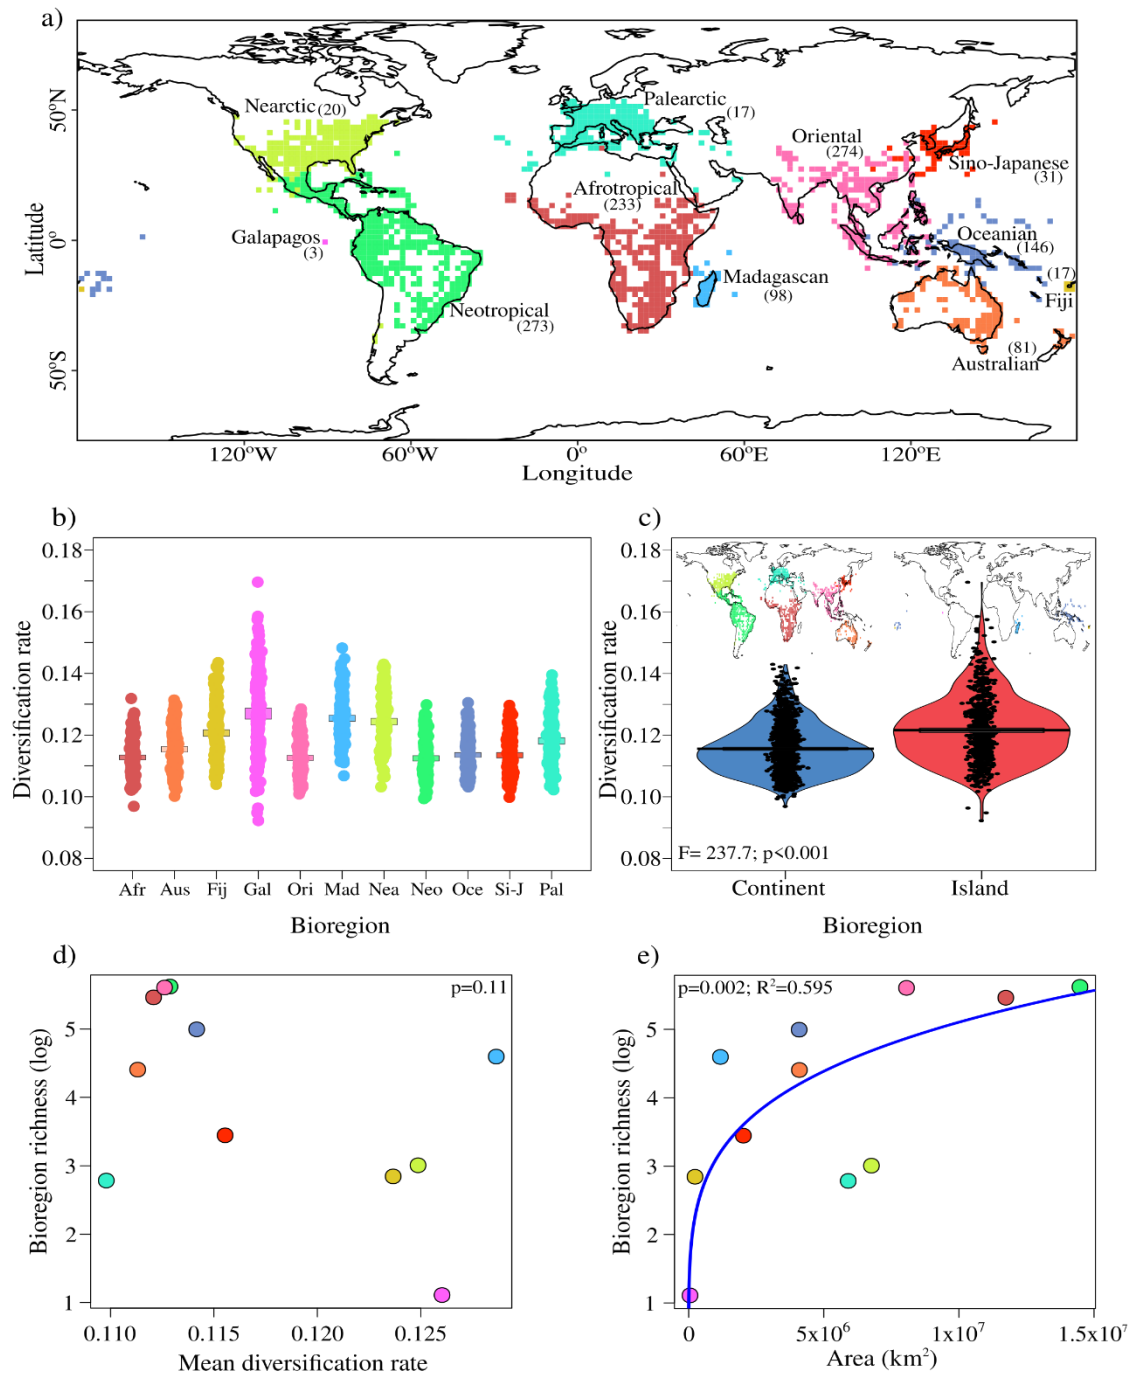 a)
50°N
0°
50°S
Latitude
Nearctic
(20)
Palearctic
(17)
Oriental
(274)
Sino-Japanese
(31)
Afrotropical
(233)
Galapagos
(3)
Oceanian
(146)
(17)
Fiji
Madagascan
(98)
Neotropical
(273)
(81)
Australian
120°W
60°W
0°
60°E
120°E
Longitude
b)
0.18
0.16
0.14
0.12
0.10
0.08
Diversification rate
Afr
Aus
Fij
Gal
Ori
Mad
Nea
Neo
Oce
Si-J
Pal
Bioregion
c)
0.18
0.16
0.14
0.12
0.10
0.08
Diversification rate
F= 237.7; p<0.001
Continent
Island
Bioregion
d)
p=0.11
5
4
3
2
1
Bioregion richness (log)
0.110
0.115
0.120
0.125
Mean diversification rate
e)
p=0.002; R²=0.595
5
4
3
2
1
Bioregion richness (log)
0
5x10⁶
1x10⁷
1.5x10⁷
Area (km²)